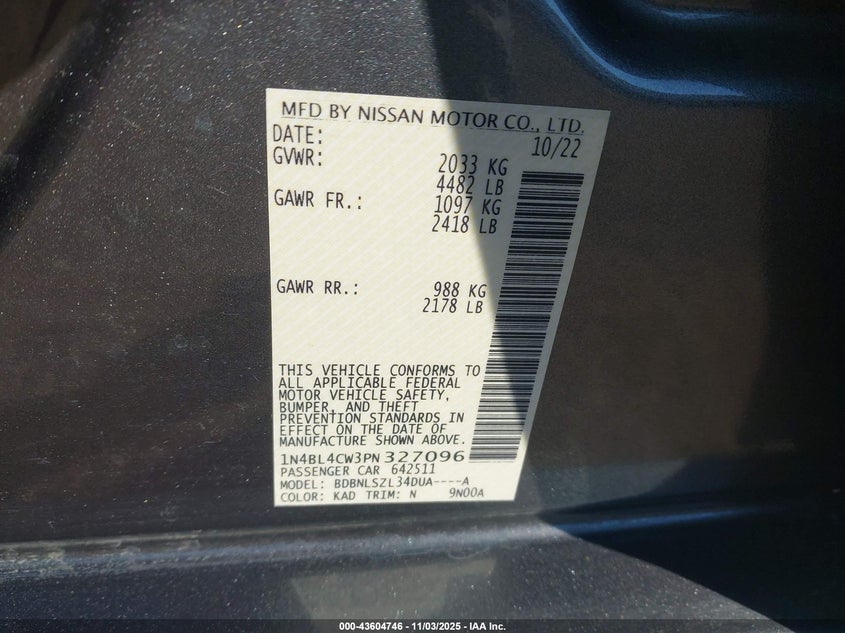 MFD BY NISSAN MOTOR CO., LTD.
DATE: 10/22
GVWR: 2033 KG
4482 LB
GAWR FR.: 1097 KG
2418 LB
GAWR RR.: 988 KG
2178 LB
THIS VEHICLE CONFORMS TO
ALL APPLICABLE FEDERAL
MOTOR VEHICLE SAFETY,
BUMPER, AND THEFT
PREVENTION STANDARDS IN
EFFECT ON THE DATE OF
MANUFACTURE SHOWN ABOVE.
1N4BL4CW3PN 327096
PASSENGER CAR 642511
MODEL: BDBNLSZL34DUA----A
COLOR: KAD TRIM: N 9N00A
000-43604746 - 11/03/2025 - IAA Inc.